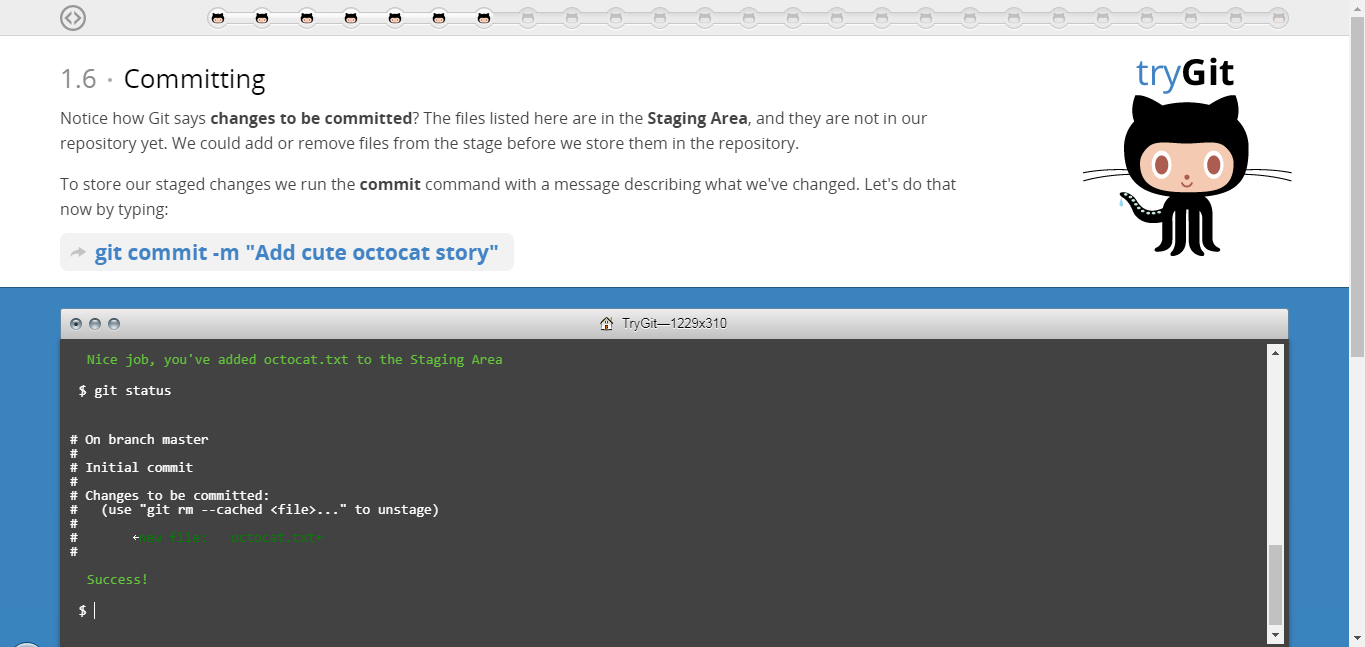 1.6 · Committing
tryGit
Notice how Git says changes to be committed? The files listed here are in the Staging Area, and they are not in our
repository yet. We could add or remove files from the stage before we store them in the repository.
To store our staged changes we run the commit command with a message describing what we've changed. Let's do that
now by typing:
git commit -m "Add cute octocat story"
TryGit—1229x310
Nice job, you've added octocat.txt to the Staging Area
$ git status
# On branch master
#
# Initial commit
#
# Changes to be committed:
#   (use "git rm --cached <file>..." to unstage)
#
#       ←new file:   octocat.txt←
#
Success!
$